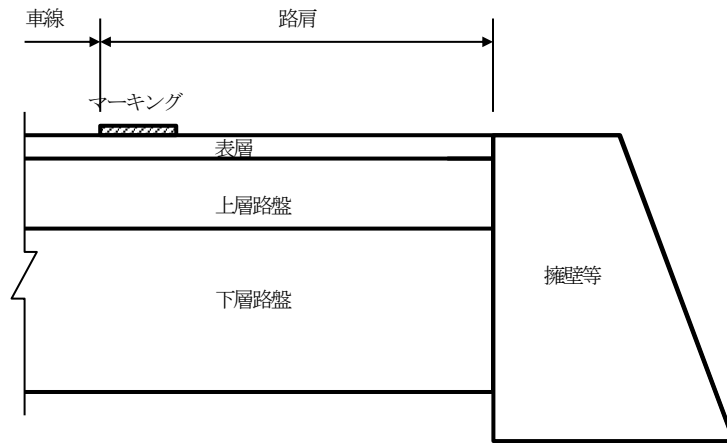 車線
路肩
マーキング
表層
上層路盤
下層路盤
擁壁等